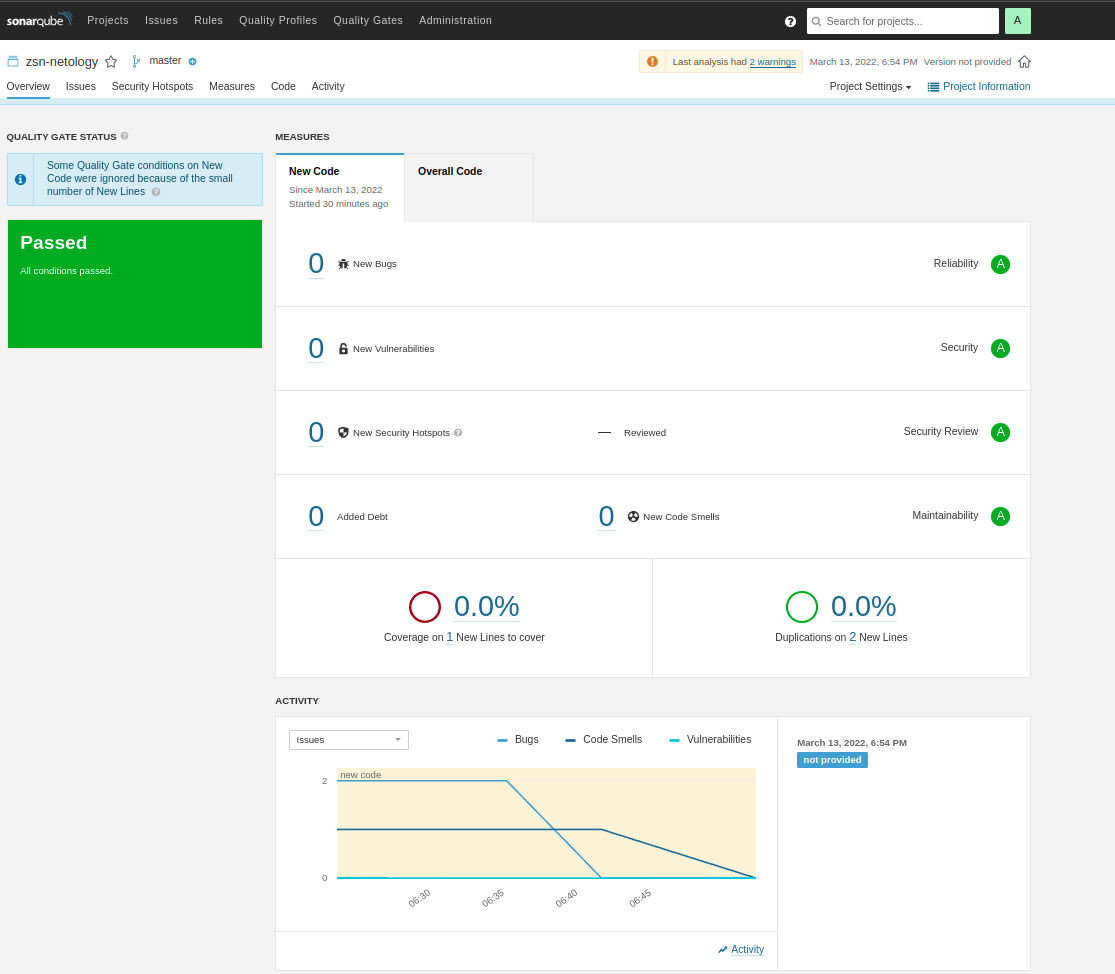 sonarqube Projects Issues Rules Quality Profiles Quality Gates Administration ? Search for projects... A
zsn-netology master Last analysis had 2 warnings March 13, 2022, 6:54 PM Version not provided
Overview Issues Security Hotspots Measures Code Activity Project Settings Project Information
QUALITY GATE STATUS ?
Some Quality Gate conditions on New
Code were ignored because of the small
number of New Lines ?
Passed
All conditions passed.
MEASURES
New Code
Since March 13, 2022
Started 30 minutes ago
Overall Code
0 New Bugs Reliability A
0 New Vulnerabilities Security A
0 New Security Hotspots ? — Reviewed Security Review A
0 Added Debt 0 New Code Smells Maintainability A
0.0%
Coverage on 1 New Lines to cover
0.0%
Duplications on 2 New Lines
ACTIVITY
Issues Bugs Code Smells Vulnerabilities
new code
2
0
06:30 06:35 06:40 06:45
Activity
March 13, 2022, 6:54 PM
not provided